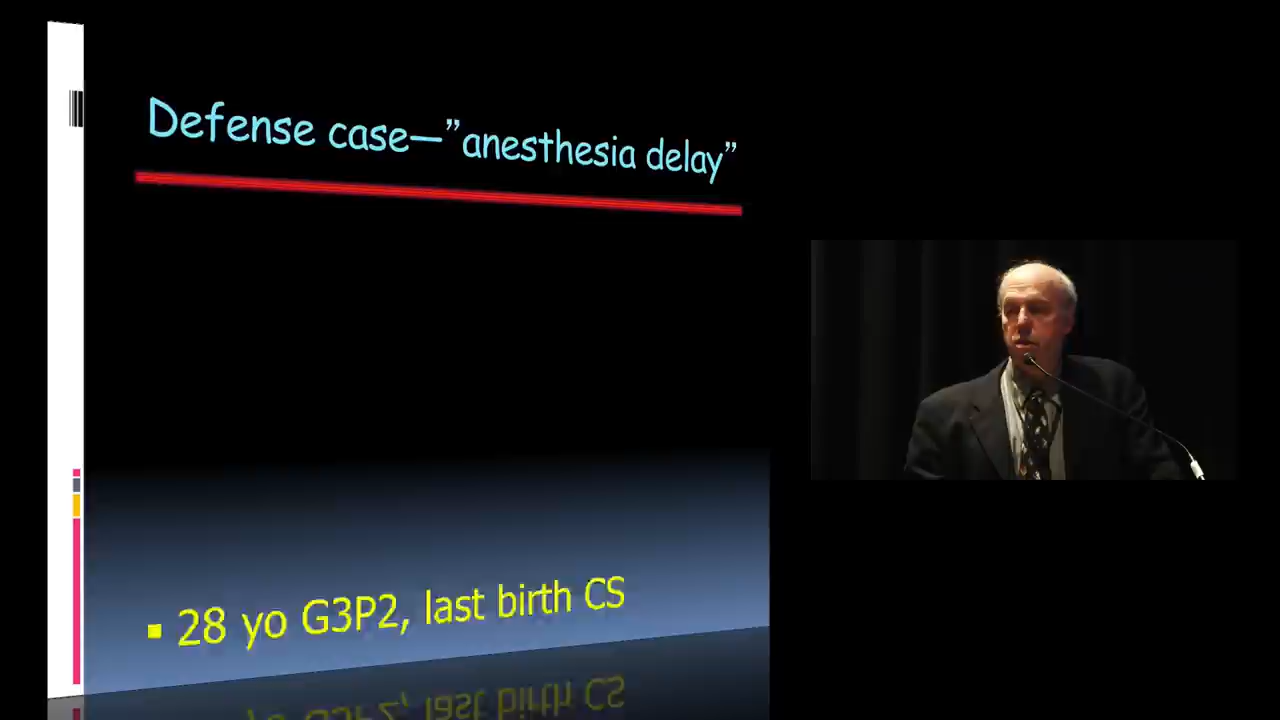 Defense case—”anesthesia delay”
▪ 28 yo G3P2, last birth CS